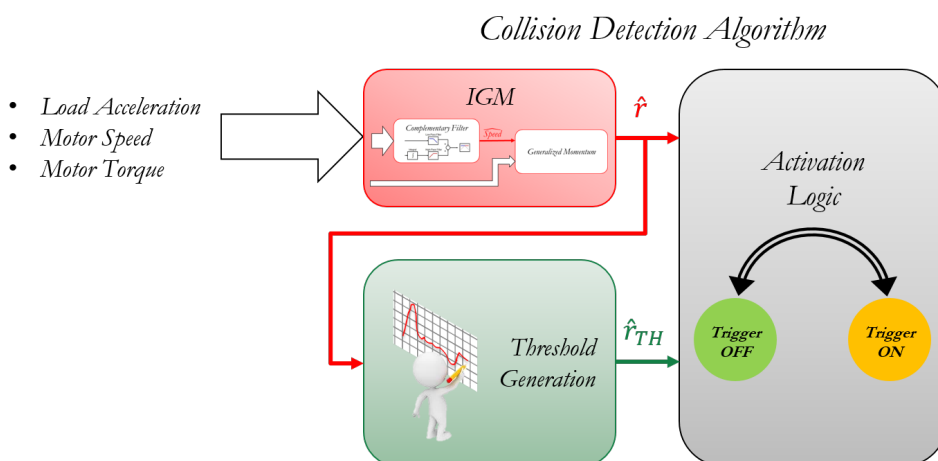 Collision Detection Algorithm
• Load Acceleration
• Motor Speed
• Motor Torque
IGM
Complementary Filter
Speed
Generalized Momentum
r̂
Activation
Logic
Trigger
OFF
Trigger
ON
Threshold
Generation
r̂TH